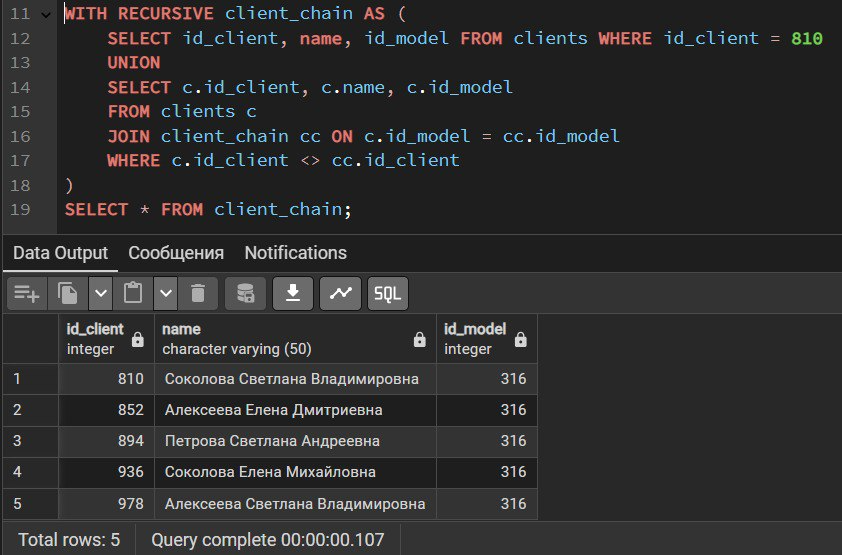 11 WITH RECURSIVE client_chain AS (
12 SELECT id_client, name, id_model FROM clients WHERE id_client = 810
13 UNION
14 SELECT c.id_client, c.name, c.id_model
15 FROM clients c
16 JOIN client_chain cc ON c.id_model = cc.id_model
17 WHERE c.id_client <> cc.id_client
18 )
19 SELECT * FROM client_chain;
Data Output Сообщения Notifications
SQL
id_client name id_model
integer character varying (50) integer
1 810 Соколова Светлана Владимировна 316
2 852 Алексеева Елена Дмитриевна 316
3 894 Петрова Светлана Андреевна 316
4 936 Соколова Елена Михайловна 316
5 978 Алексеева Светлана Владимировна 316
Total rows: 5 Query complete 00:00:00.107